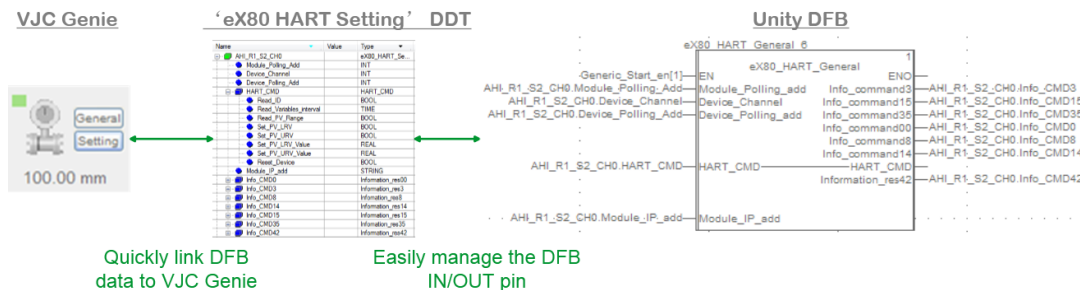 VJC Genie
‘eX80 HART Setting’ DDT
Unity DFB
General
Setting
100.00 mm
Name Value Type
AHI_R1_S2_CH0 eX80_HART_Se...
Module_Polling_Add INT
Device_Channel INT
Device_Polling_Add INT
HART_CMD HART_CMD
Read_ID BOOL
Read_Variables_interval TIME
Read_PV_Range BOOL
Set_PV_LRV BOOL
Set_PV_URV BOOL
Set_PV_LRV_Value REAL
Set_PV_URV_Value REAL
Reset_Device BOOL
Module_IP_add STRING
Info_CMD0 Information_res00
Info_CMD3 Information_res3
Info_CMD8 Information_res8
Info_CMD14 Information_res14
Info_CMD15 Information_res15
Info_CMD35 Information_res35
Info_CMD42 Information_res42
eX80_HART_General_6
1
eX80_HART_General
Generic_Start_en[1] EN ENO
AHI_R1_S2_CH0.Module_Polling_Add Module_Polling_add Info_command3 AHI_R1_S2_CH0.Info_CMD3
AHI_R1_S2_CH0.Device_Channel Device_Channel Info_command15 AHI_R1_S2_CH0.Info_CMD15
AHI_R1_S2_CH0.Device_Polling_Add Device_Polling_add Info_command35 AHI_R1_S2_CH0.Info_CMD35
Info_command00 AHI_R1_S2_CH0.Info_CMD0
Info_command8 AHI_R1_S2_CH0.Info_CMD8
Info_command14 AHI_R1_S2_CH0.Info_CMD14
AHI_R1_S2_CH0.HART_CMD HART_CMD HART_CMD
Information_res42 AHI_R1_S2_CH0.Info_CMD42
AHI_R1_S2_CH0.Module_IP_add Module_IP_add
Quickly link DFB
data to VJC Genie
Easily manage the DFB
IN/OUT pin